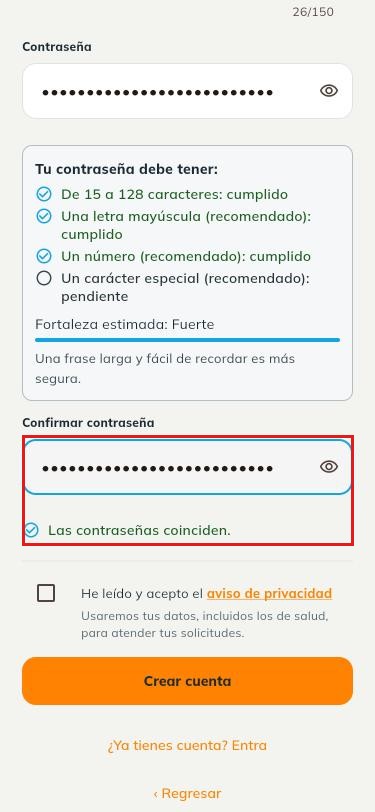 26/150
Contraseña
••••••••••••••••••••••••••
Tu contraseña debe tener:
De 15 a 128 caracteres: cumplido
Una letra mayúscula (recomendado):
cumplido
Un número (recomendado): cumplido
Un carácter especial (recomendado):
pendiente
Fortaleza estimada: Fuerte
Una frase larga y fácil de recordar es más
segura.
Confirmar contraseña
••••••••••••••••••••••••••
Las contraseñas coinciden.
He leído y acepto el aviso de privacidad
Usaremos tus datos, incluidos los de salud,
para atender tus solicitudes.
Crear cuenta
¿Ya tienes cuenta? Entra
‹ Regresar